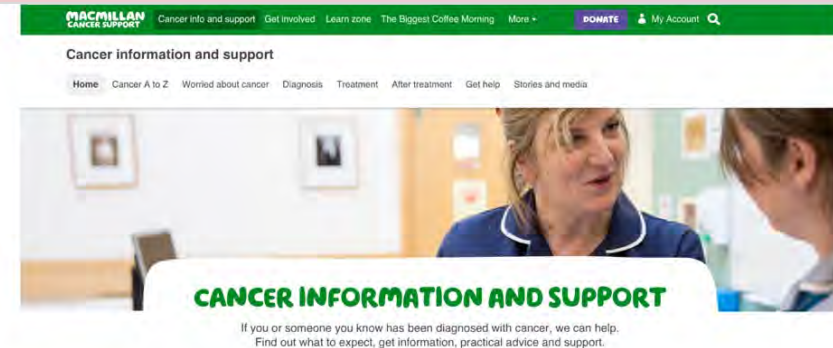 MACMILLAN
CANCER SUPPORT
Cancer info and support Get involved Learn zone The Biggest Coffee Morning More DONATE My Account
Cancer information and support
Home Cancer A to Z Worried about cancer Diagnosis Treatment After treatment Get help Stories and media
CANCER INFORMATION AND SUPPORT
If you or someone you know has been diagnosed with cancer, we can help.
Find out what to expect, get information, practical advice and support.